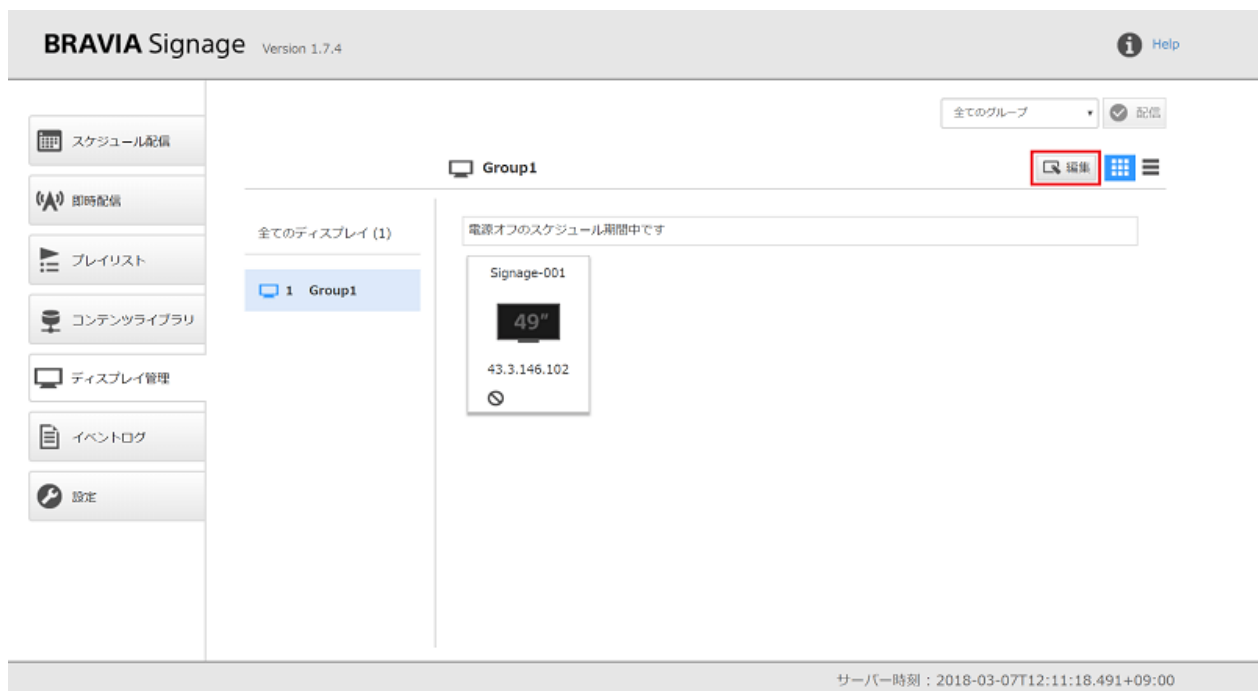 BRAVIA Signage Version 1.7.4
Help
スケジュール配信
即時配信
プレイリスト
コンテンツライブラリ
ディスプレイ管理
イベントログ
設定
全てのグループ
配信
Group1
編集
全てのディスプレイ (1)
1 Group1
電源オフのスケジュール期間中です
Signage-001
49"
43.3.146.102
サーバー時刻 : 2018-03-07T12:11:18.491+09:00